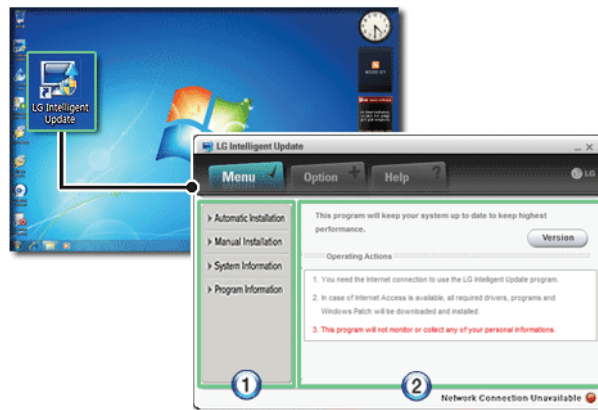 LG Intelligent
Update
LG Intelligent Update
Menu
Option
Help
LG
Automatic Installation
Manual Installation
System Information
Program Information
This program will keep your system up to date to keep highest
performance.
Version
Operating Actions
1. You need the Internet connection to use the LG Intelligent Update program.
2. In case of Internet Access is available, all required drivers, programs and
Windows Patch will be downloaded and installed.
3. This program will not monitor or collect any of your personal informations.
1
2
Network Connection Unavailable